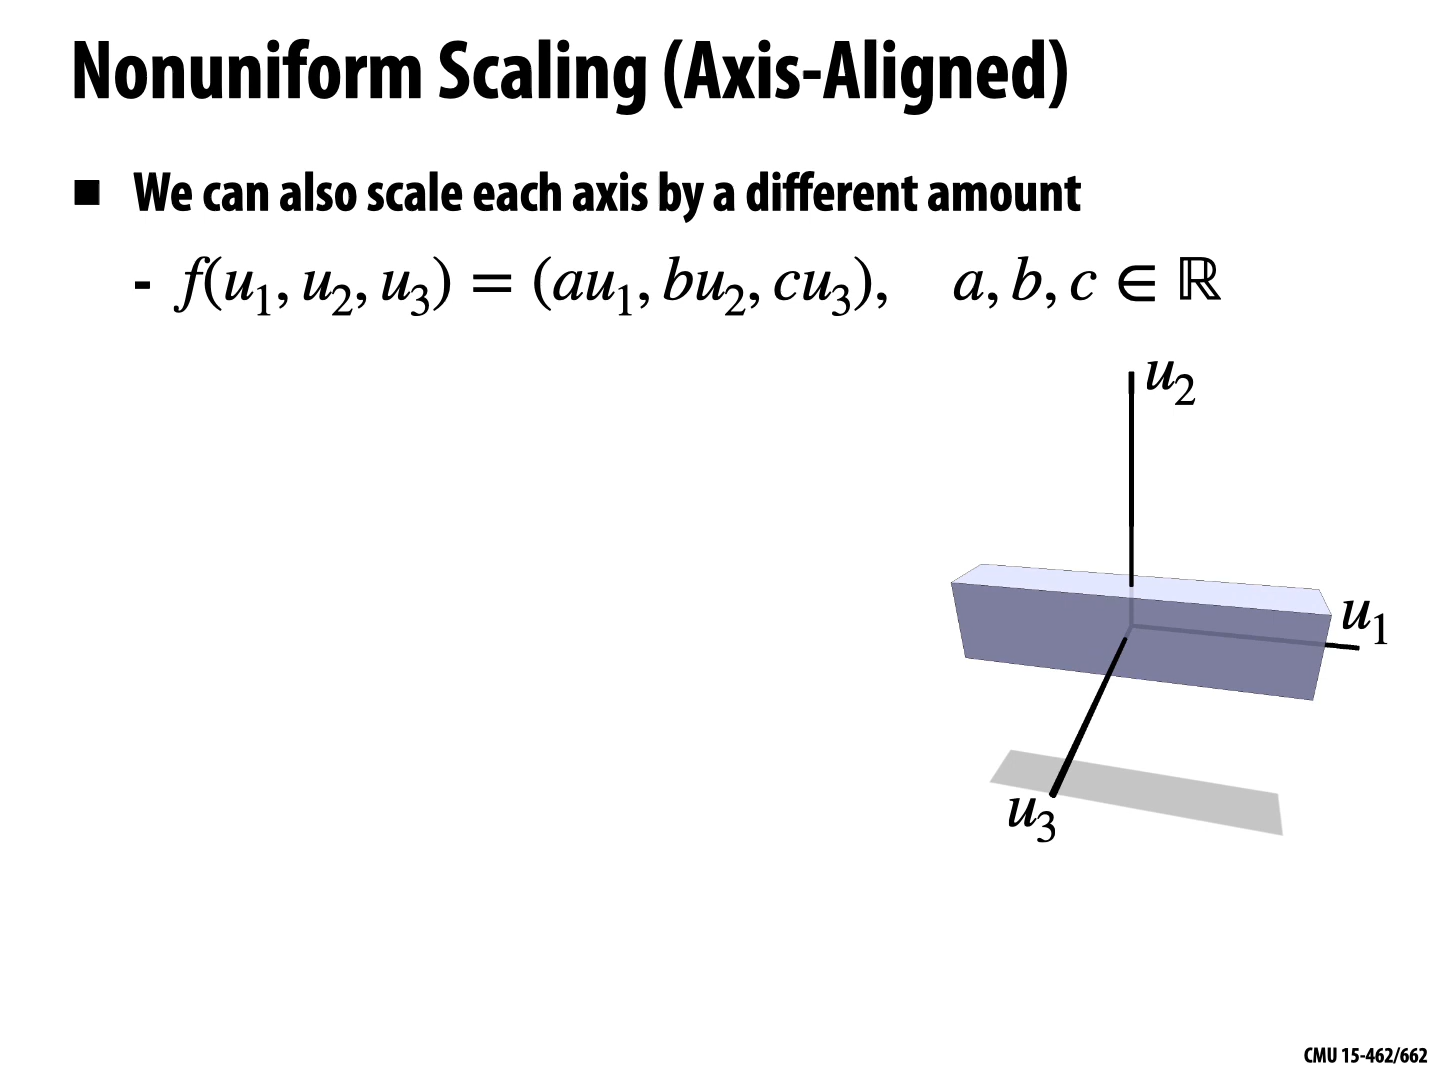 Nonuniform Scaling (Axis-Aligned)
■ We can also scale each axis by a different amount
- f(u₁, u₂, u₃) = (au₁, bu₂, cu₃), a, b, c ∈ ℝ
u₂
u₁
u₃
CMU 15-462/662